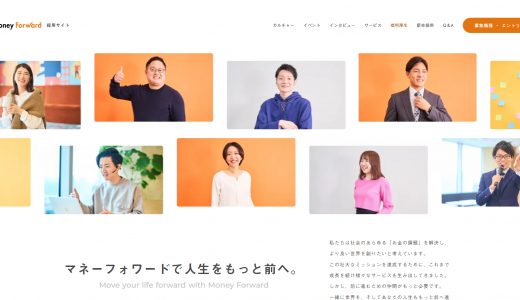 Money Forward 採用サイト
カルチャー イベント インタビュー サービス 福利厚生 新卒採用 Q&A 募集職種・エントリ
マネーフォワードで人生をもっと前へ。
Move your life forward with Money Forward
私たちは社会のあらゆる「お金の課題」を解決し、
より良い世界を創りたいと考えています。
この壮大なミッションを達成するために、これまで
成長を続け様々なサービスを生み出してきました。
しかし、前に進むための仲間がもっと必要です。
一緒に世界を、そしてあなたの人生ももっと前へ進